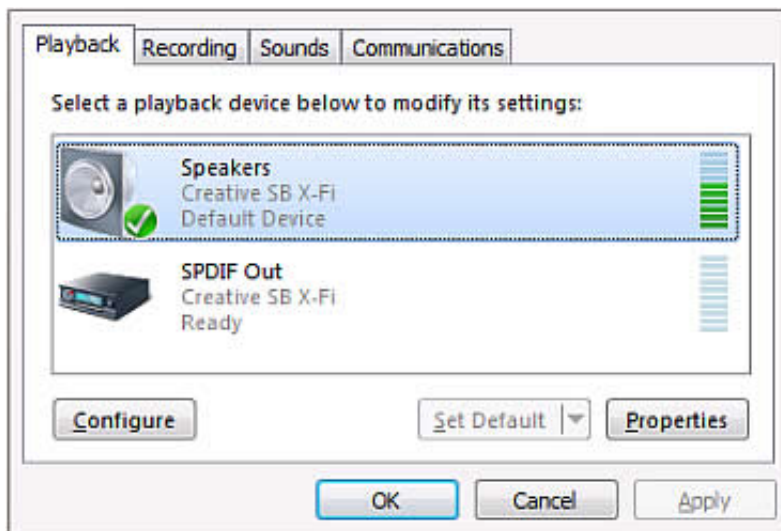 Playback Recording Sounds Communications
Select a playback device below to modify its settings:
Speakers
Creative SB X-Fi
Default Device
SPDIF Out
Creative SB X-Fi
Ready
Configure Set Default Properties
OK Cancel Apply